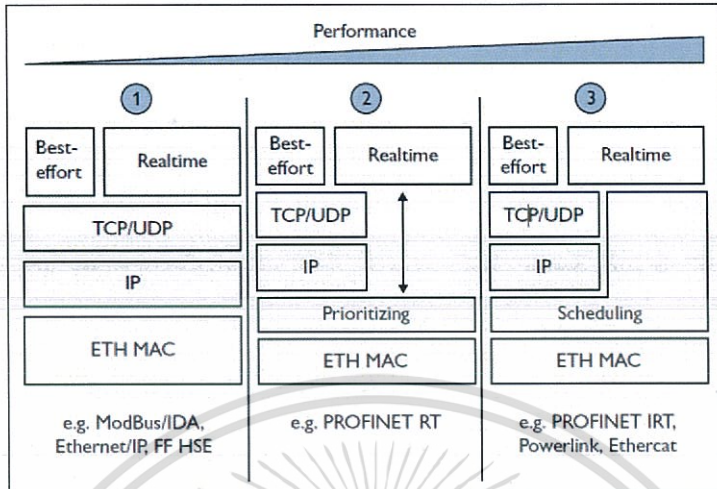 Performance
1
Best-
effort
Realtime
TCP/UDP
IP
ETH MAC
e.g. ModBus/IDA,
Ethernet/IP, FF HSE
2
Best-
effort
Realtime
TCP/UDP
IP
Prioritizing
ETH MAC
e.g. PROFINET RT
3
Best-
effort
Realtime
TCP/UDP
IP
Scheduling
ETH MAC
e.g. PROFINET IRT,
Powerlink, Ethercat